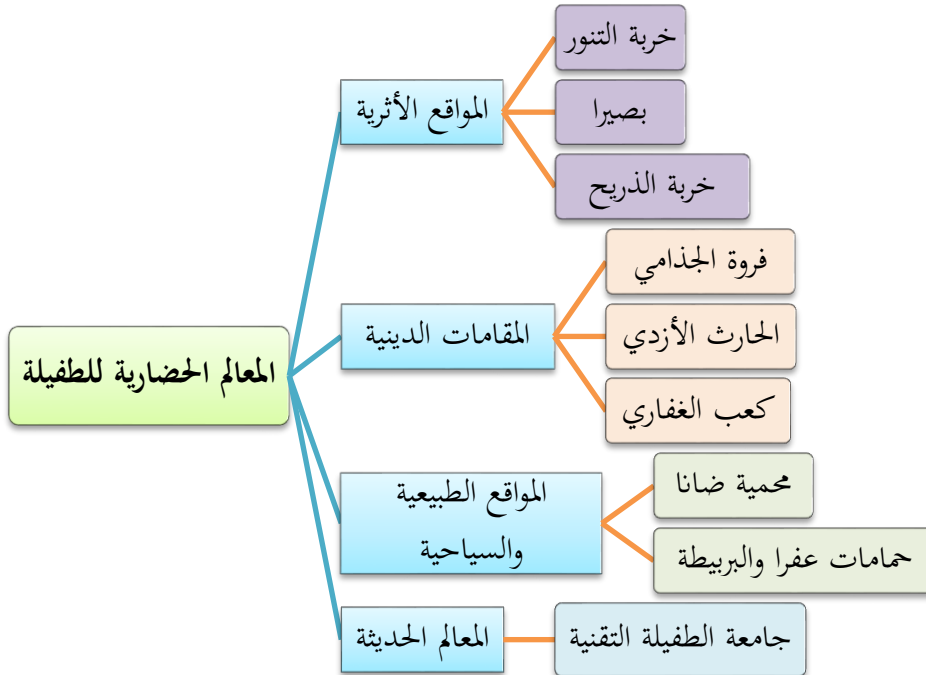 المعالم الحضارية للطفيلة
المواقع الأثرية
خربة التنور
بصيرا
خربة الذريح
المقامات الدينية
فروة الجذامي
الحارث الأزدي
كعب الغفاري
المواقع الطبيعية
والسياحية
محمية ضانا
حمامات عفرا والبربيطة
المعالم الحديثة
جامعة الطفيلة التقنية